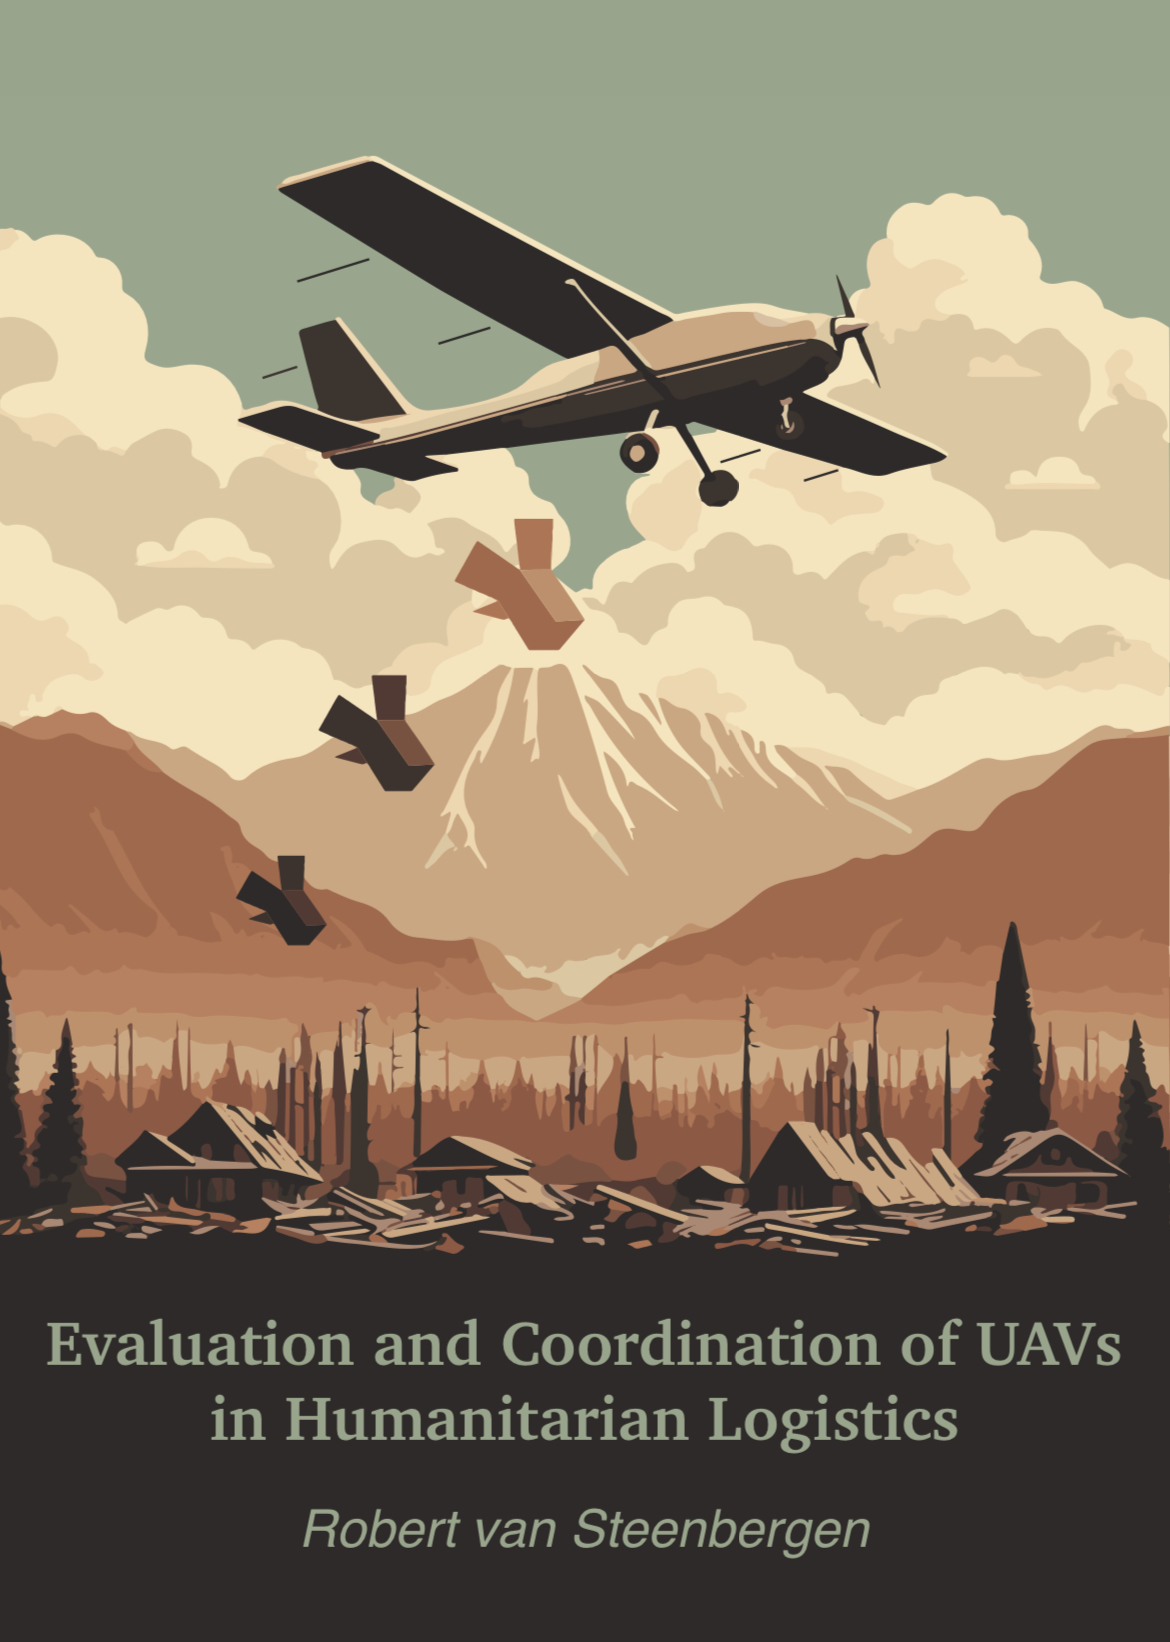 Evaluation and Coordination of UAVs
in Humanitarian Logistics
Robert van Steenbergen